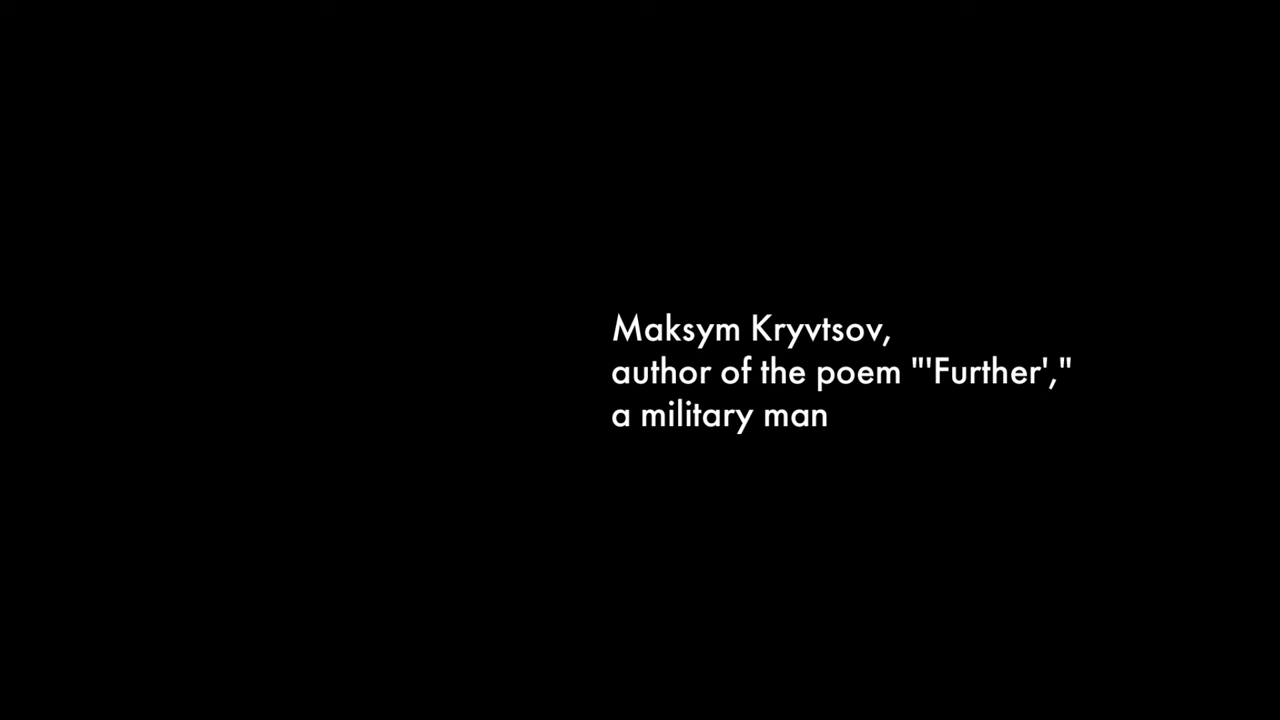 Maksym Kryvtsov,
author of the poem "'Further',"
a military man